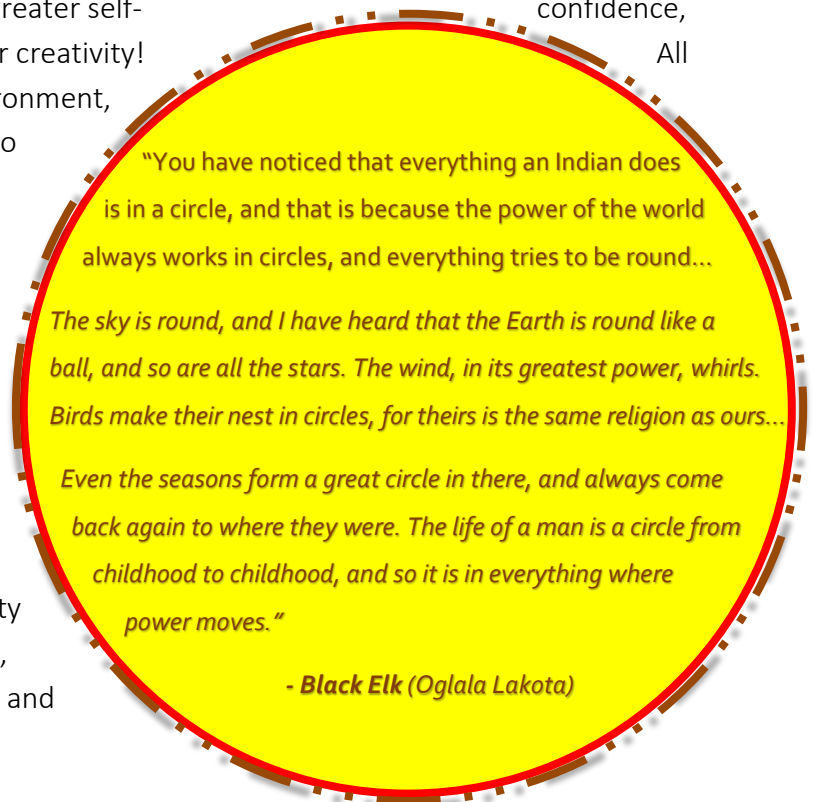 reater self- confidence,
r creativity! All
ronment,
o
“You have noticed that everything an Indian does
is in a circle, and that is because the power of the world
always works in circles, and everything tries to be round...
The sky is round, and I have heard that the Earth is round like a
ball, and so are all the stars. The wind, in its greatest power, whirls.
Birds make their nest in circles, for theirs is the same religion as ours...
Even the seasons form a great circle in there, and always come
back again to where they were. The life of a man is a circle from
childhood to childhood, and so it is in everything where
ty
power moves.”
,
- Black Elk (Oglala Lakota)
and